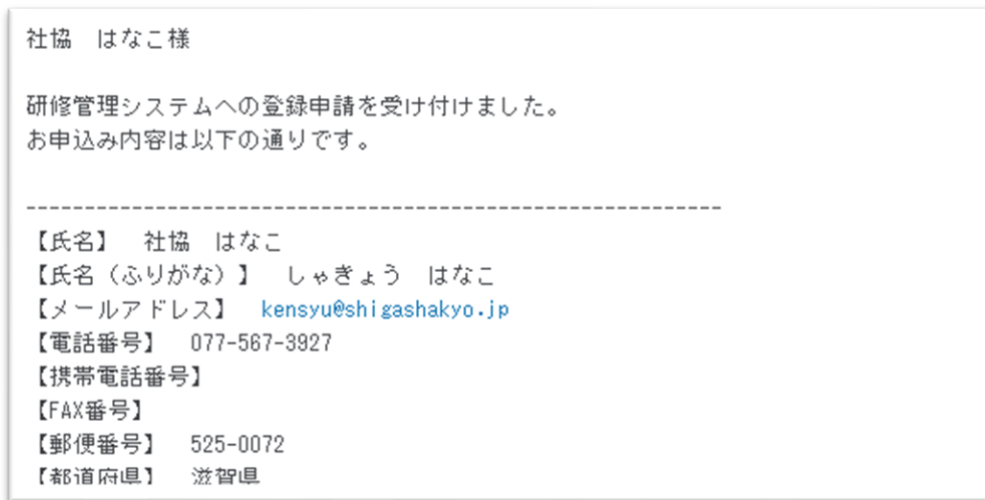 社協　はなこ様
研修管理システムへの登録申請を受け付けました。
お申込み内容は以下の通りです。
-----------------------------------------------------------
【氏名】　社協　はなこ
【氏名（ふりがな）】　しゃきょう　はなこ
【メールアドレス】　kensyu@shigashakyo.jp
【電話番号】　077-567-3927
【携帯電話番号】
【FAX番号】
【郵便番号】　525-0072
【都道府県】　滋賀県